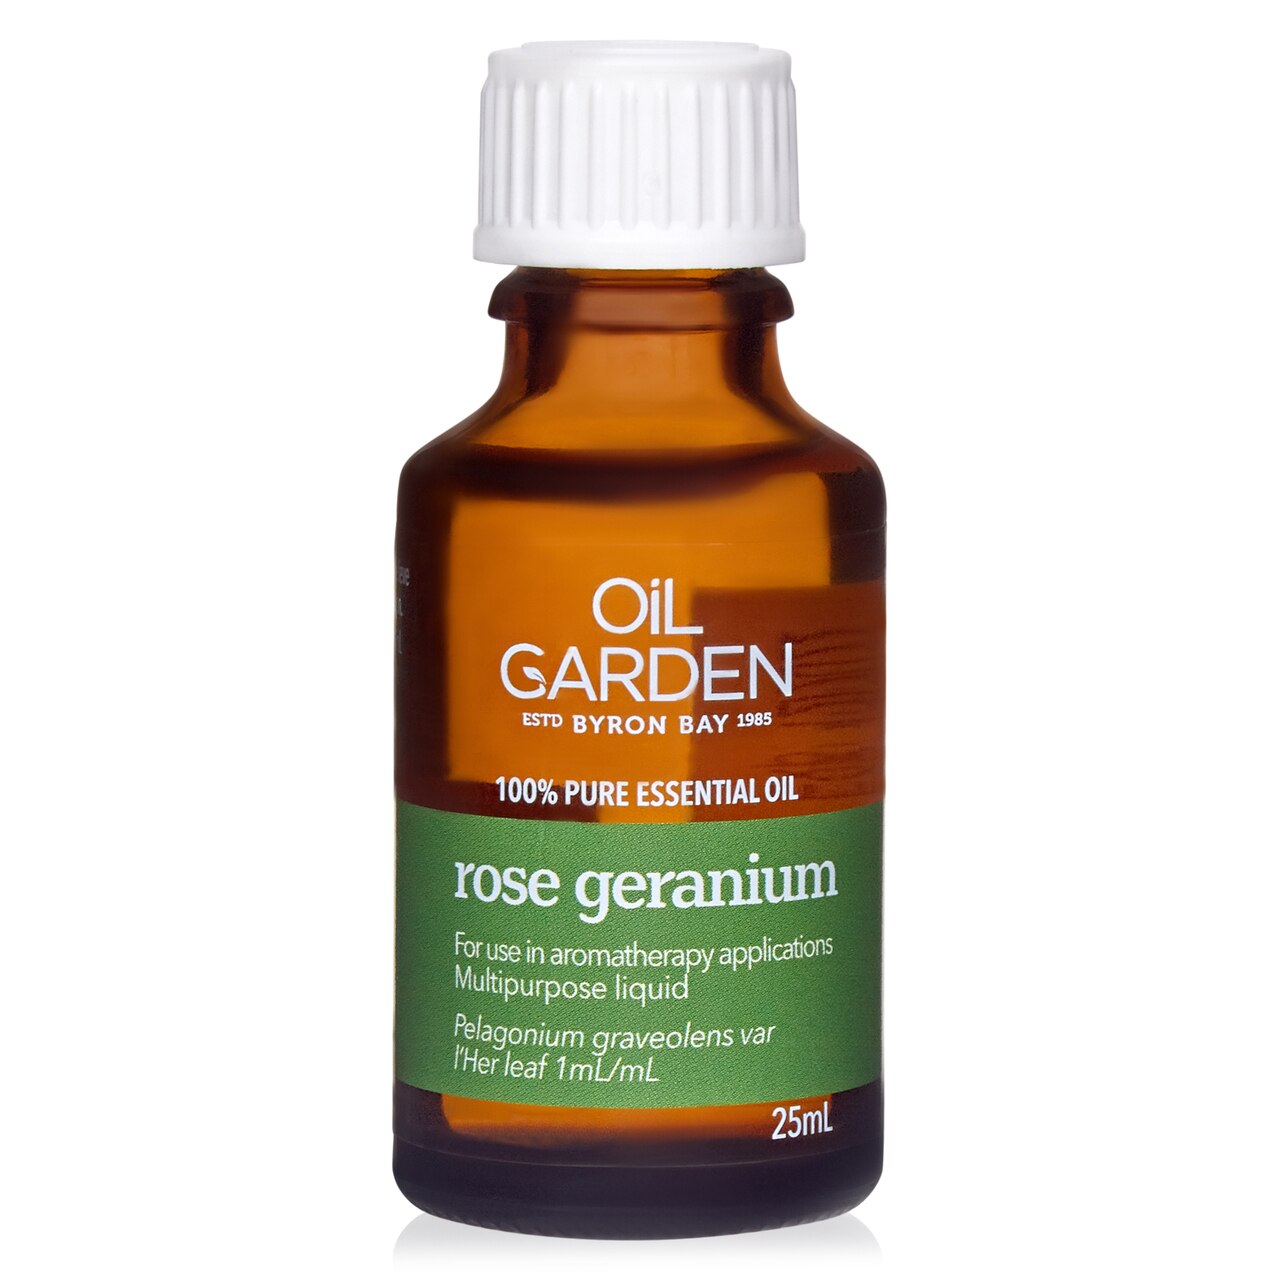 OiL
GARDEN
ESTD BYRON BAY 1985
100% PURE ESSENTIAL OIL
rose geranium
For use in aromatherapy applications
Multipurpose liquid
Pelagonium graveolens var
l'Her leaf 1mL/mL
25mL